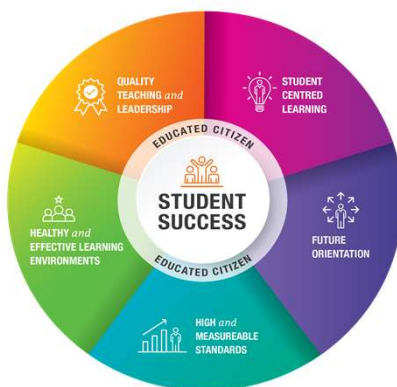 QUALITY
TEACHING and
LEADERSHIP
STUDENT
CENTRED
LEARNING
EDUCATED CITIZEN
STUDENT
SUCCESS
EDUCATED CITIZEN
HEALTHY and
EFFECTIVE LEARNING
ENVIRONMENTS
FUTURE
ORIENTATION
HIGH and
MEASUREABLE
STANDARDS